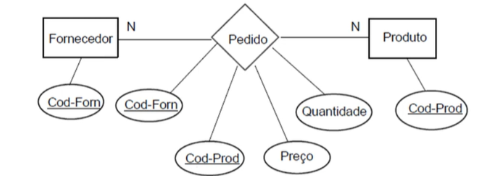 Fornecedor
N
Pedido
N
Produto
Cod-Forn
Cod-Forn
Quantidade
Cod-Prod
Cod-Prod
Preço